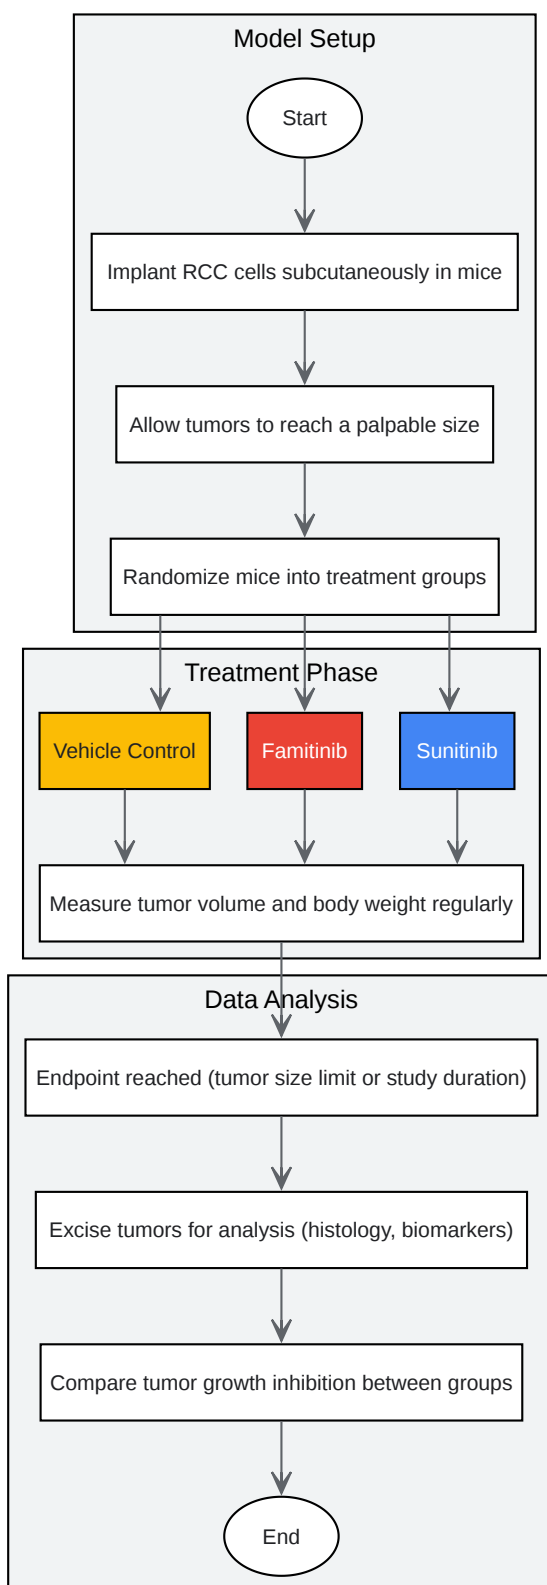 Model Setup
Start
Implant RCC cells subcutaneously in mice
Allow tumors to reach a palpable size
Randomize mice into treatment groups
Treatment Phase
Vehicle Control
Famitinib
Sunitinib
Measure tumor volume and body weight regularly
Data Analysis
Endpoint reached (tumor size limit or study duration)
Excise tumors for analysis (histology, biomarkers)
Compare tumor growth inhibition between groups
End